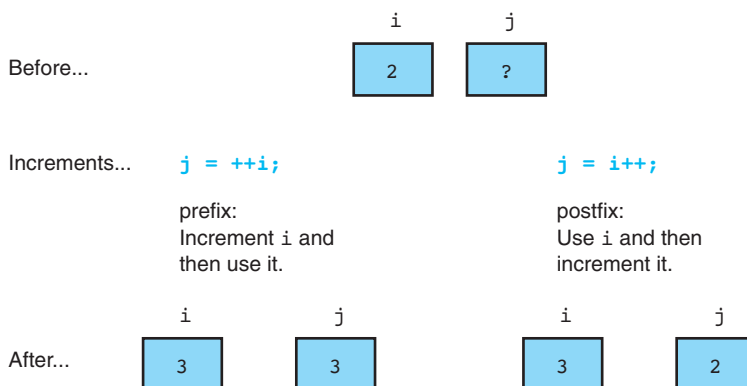 i j
Before... 2 ?
Increments... j = ++i; j = i++;
prefix: postfix:
Increment i and Use i and then
then use it. increment it.
i j i j
After... 3 3 3 2